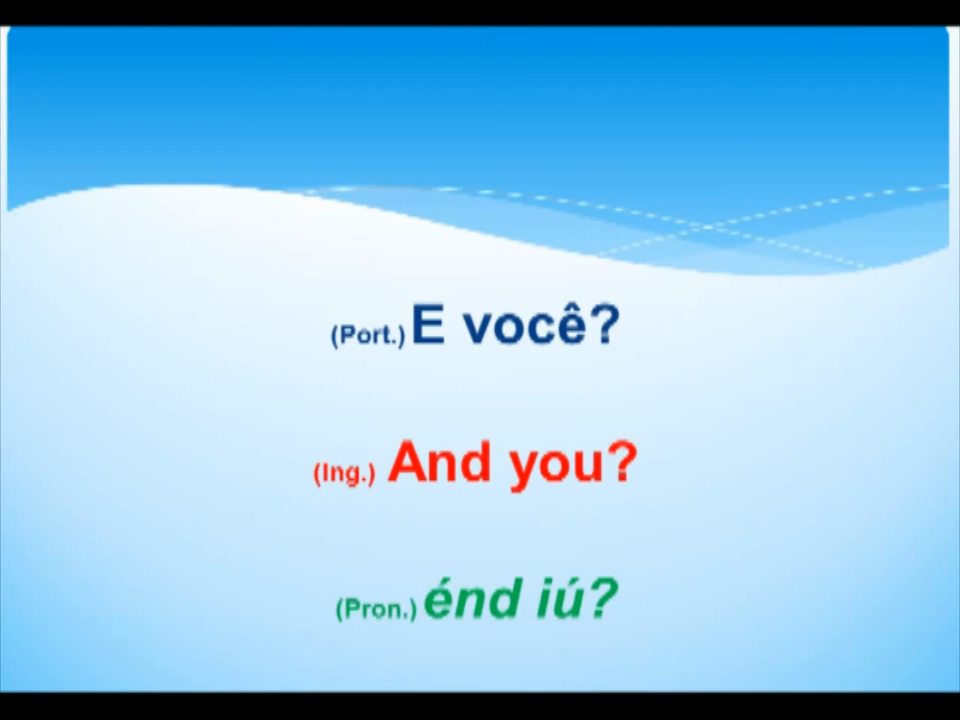 (Port.) E você?
(Ing.) And you?
(Pron.) énd iú?